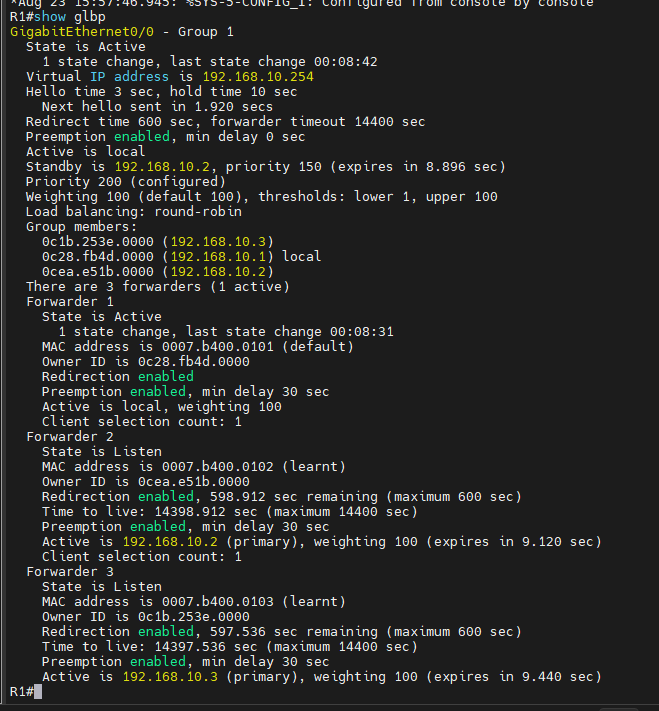 *Aug 23 15:57:46.945: %SYS-5-CONFIG_I: Configured from console by console
R1#show glbp
GigabitEthernet0/0 - Group 1
  State is Active
    1 state change, last state change 00:08:42
  Virtual IP address is 192.168.10.254
  Hello time 3 sec, hold time 10 sec
    Next hello sent in 1.920 secs
  Redirect time 600 sec, forwarder timeout 14400 sec
  Preemption enabled, min delay 0 sec
  Active is local
  Standby is 192.168.10.2, priority 150 (expires in 8.896 sec)
  Priority 200 (configured)
  Weighting 100 (default 100), thresholds: lower 1, upper 100
  Load balancing: round-robin
  Group members:
    0c1b.253e.0000 (192.168.10.3)
    0c28.fb4d.0000 (192.168.10.1) local
    0cea.e51b.0000 (192.168.10.2)
  There are 3 forwarders (1 active)
  Forwarder 1
    State is Active
      1 state change, last state change 00:08:31
    MAC address is 0007.b400.0101 (default)
    Owner ID is 0c28.fb4d.0000
    Redirection enabled
    Preemption enabled, min delay 30 sec
    Active is local, weighting 100
    Client selection count: 1
  Forwarder 2
    State is Listen
    MAC address is 0007.b400.0102 (learnt)
    Owner ID is 0cea.e51b.0000
    Redirection enabled, 598.912 sec remaining (maximum 600 sec)
    Time to live: 14398.912 sec (maximum 14400 sec)
    Preemption enabled, min delay 30 sec
    Active is 192.168.10.2 (primary), weighting 100 (expires in 9.120 sec)
    Client selection count: 1
  Forwarder 3
    State is Listen
    MAC address is 0007.b400.0103 (learnt)
    Owner ID is 0c1b.253e.0000
    Redirection enabled, 597.536 sec remaining (maximum 600 sec)
    Time to live: 14397.536 sec (maximum 14400 sec)
    Preemption enabled, min delay 30 sec
    Active is 192.168.10.3 (primary), weighting 100 (expires in 9.440 sec)
R1#